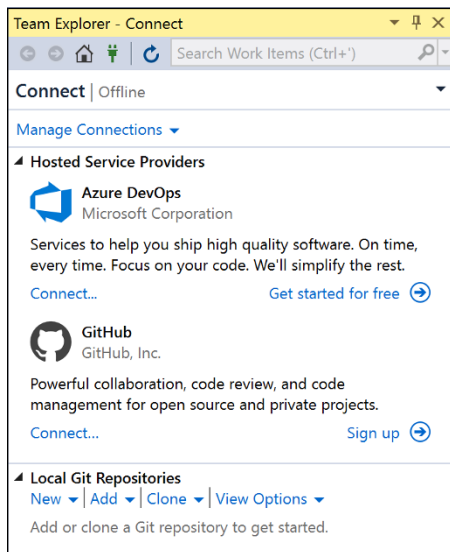 Team Explorer - Connect
Search Work Items (Ctrl+')
Connect | Offline
Manage Connections
Hosted Service Providers
Azure DevOps
Microsoft Corporation
Services to help you ship high quality software. On time,
every time. Focus on your code. We'll simplify the rest.
Connect... Get started for free
GitHub
GitHub, Inc.
Powerful collaboration, code review, and code
management for open source and private projects.
Connect... Sign up
Local Git Repositories
New | Add | Clone | View Options
Add or clone a Git repository to get started.